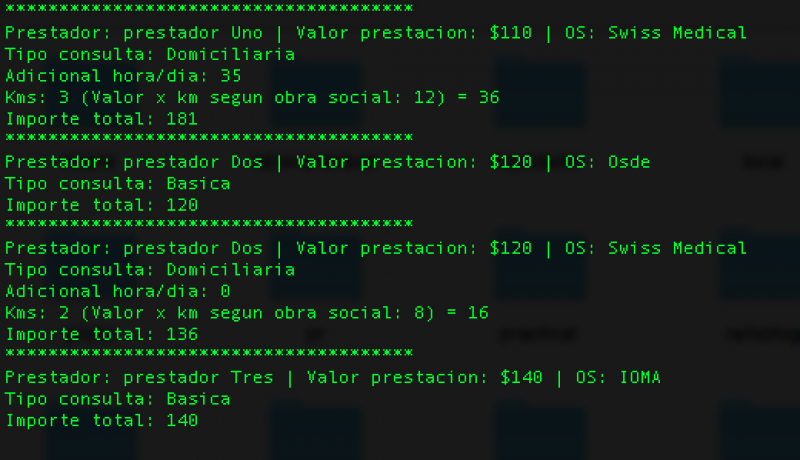 **************************************
Prestador: prestador Uno | Valor prestacion: $110 | OS: Swiss Medical
Tipo consulta: Domiciliaria
Adicional hora/dia: 35
Kms: 3 (Valor x km segun obra social: 12) = 36
Importe total: 181
**************************************
Prestador: prestador Dos | Valor prestacion: $120 | OS: Osde
Tipo consulta: Basica
Importe total: 120
**************************************
Prestador: prestador Dos | Valor prestacion: $120 | OS: Swiss Medical
Tipo consulta: Domiciliaria
Adicional hora/dia: 0
Kms: 2 (Valor x km segun obra social: 8) = 16
Importe total: 136
**************************************
Prestador: prestador Tres | Valor prestacion: $140 | OS: IOMA
Tipo consulta: Basica
Importe total: 140